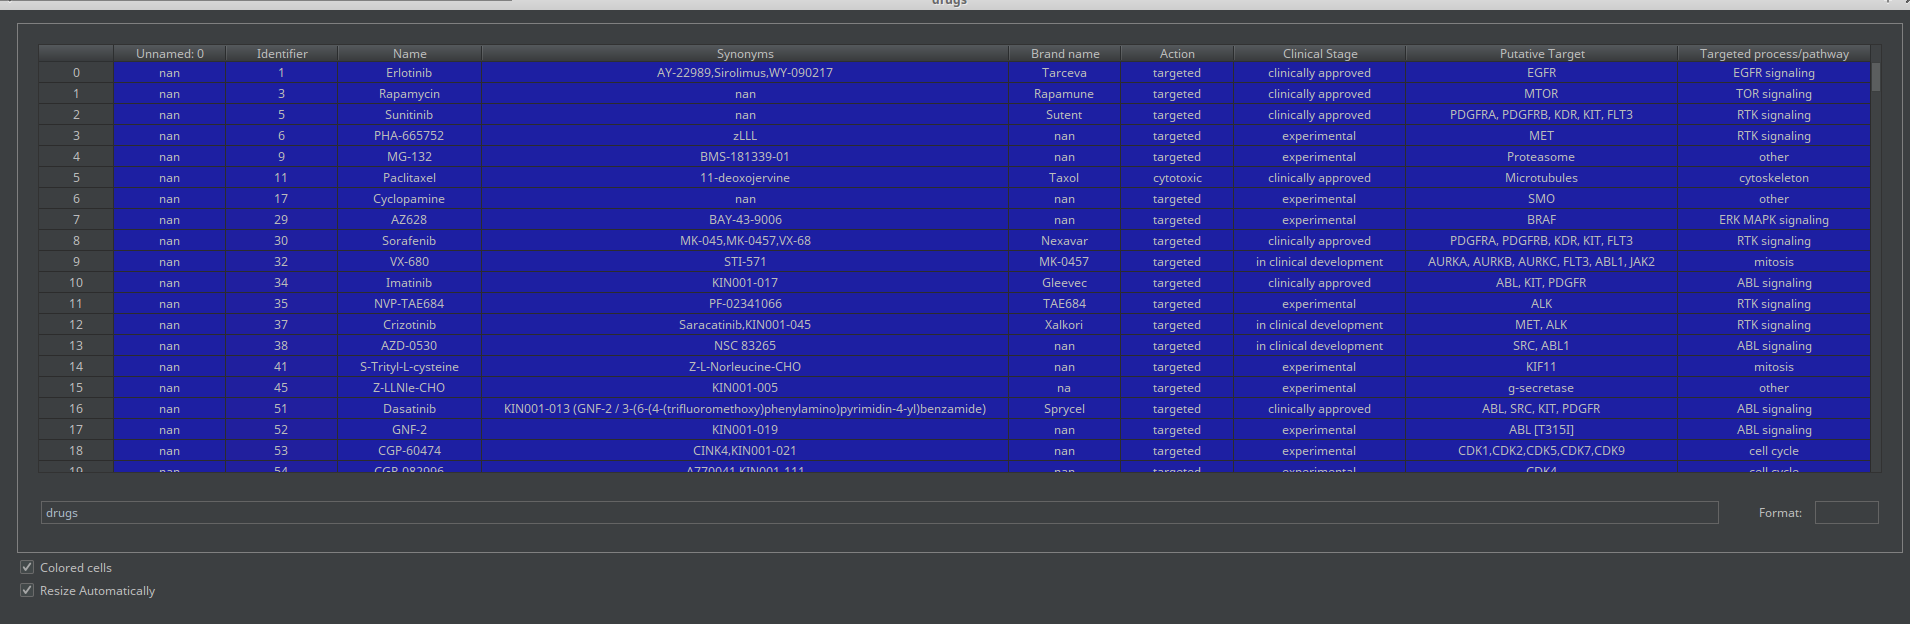 drugs
Unnamed: 0 Identifier Name Synonyms Brand name Action Clinical Stage Putative Target Targeted process/pathway
0 nan 1 Erlotinib AY-22989,Sirolimus,WY-090217 Tarceva targeted clinically approved EGFR EGFR signaling
1 nan 3 Rapamycin nan Rapamune targeted clinically approved MTOR TOR signaling
2 nan 5 Sunitinib nan Sutent targeted clinically approved PDGFRA, PDGFRB, KDR, KIT, FLT3 RTK signaling
3 nan 6 PHA-665752 zLLL nan targeted experimental MET RTK signaling
4 nan 9 MG-132 BMS-181339-01 nan targeted experimental Proteasome other
5 nan 11 Paclitaxel 11-deoxojervine Taxol cytotoxic clinically approved Microtubules cytoskeleton
6 nan 17 Cyclopamine nan nan targeted experimental SMO other
7 nan 29 AZ628 BAY-43-9006 nan targeted experimental BRAF ERK MAPK signaling
8 nan 30 Sorafenib MK-045,MK-0457,VX-68 Nexavar targeted clinically approved PDGFRA, PDGFRB, KDR, KIT, FLT3 RTK signaling
9 nan 32 VX-680 STI-571 MK-0457 targeted in clinical development AURKA, AURKB, AURKC, FLT3, ABL1, JAK2 mitosis
10 nan 34 Imatinib KIN001-017 Gleevec targeted clinically approved ABL, KIT, PDGFR ABL signaling
11 nan 35 NVP-TAE684 PF-02341066 TAE684 targeted experimental ALK RTK signaling
12 nan 37 Crizotinib Saracatinib,KIN001-045 Xalkori targeted in clinical development MET, ALK RTK signaling
13 nan 38 AZD-0530 NSC 83265 nan targeted in clinical development SRC, ABL1 ABL signaling
14 nan 41 S-Trityl-L-cysteine Z-L-Norleucine-CHO nan targeted experimental KIF11 mitosis
15 nan 45 Z-LLNle-CHO KIN001-005 na targeted experimental g-secretase other
16 nan 51 Dasatinib KIN001-013 (GNF-2 / 3-(6-(4-(trifluoromethoxy)phenylamino)pyrimidin-4-yl)benzamide) Sprycel targeted clinically approved ABL, SRC, KIT, PDGFR ABL signaling
17 nan 52 GNF-2 KIN001-019 nan targeted experimental ABL [T315I] ABL signaling
18 nan 53 CGP-60474 CINK4,KIN001-021 nan targeted experimental CDK1,CDK2,CDK5,CDK7,CDK9 cell cycle
19 nan 54 CGP-082996 A770041,KIN001-111 nan targeted experimental CDK4 cell cycle
drugs Format:
Colored cells
Resize Automatically